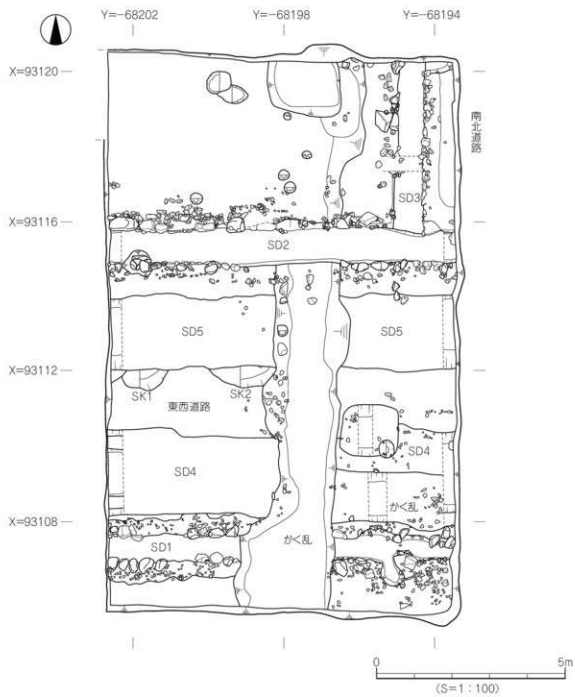 Y=-68202
Y=-68198
Y=-68194
X=93120
南北道路
SD3
X=93116
SD2
SD5
SD5
X=93112
SK1
SK2
東西道路
SD4
SD4
かく乱
X=93108
かく乱
SD1
0
5m
(S=1:100)